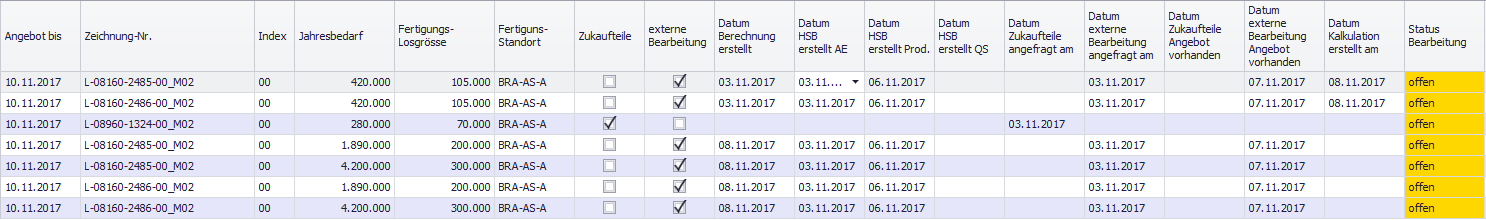 Angebot bis Zeichnung-Nr. Index Jahresbedarf Fertigungs-Losgrösse Fertiguns-Standort Zukaufteile externe Bearbeitung Datum Berechnung erstellt Datum HSB erstellt AE Datum HSB erstellt Prod. Datum HSB erstellt QS Datum Zukaufteile angefragt am Datum externe Bearbeitung angefragt am Datum Zukaufteile Angebot vorhanden Datum externe Bearbeitung Angebot vorhanden Datum Kalkulation erstellt am Status Bearbeitung
10.11.2017 L-08160-2485-00_M02 00 420.000 105.000 BRA-AS-A 03.11.2017 03.11.... 06.11.2017 03.11.2017 07.11.2017 08.11.2017 offen
10.11.2017 L-08160-2486-00_M02 00 420.000 105.000 BRA-AS-A 03.11.2017 03.11.2017 06.11.2017 03.11.2017 07.11.2017 08.11.2017 offen
10.11.2017 L-08960-1324-00_M02 00 280.000 70.000 BRA-AS-A 03.11.2017 offen
10.11.2017 L-08160-2485-00_M02 00 1.890.000 200.000 BRA-AS-A 08.11.2017 03.11.2017 06.11.2017 03.11.2017 07.11.2017 offen
10.11.2017 L-08160-2485-00_M02 00 4.200.000 300.000 BRA-AS-A 08.11.2017 03.11.2017 06.11.2017 03.11.2017 07.11.2017 offen
10.11.2017 L-08160-2486-00_M02 00 1.890.000 200.000 BRA-AS-A 08.11.2017 03.11.2017 06.11.2017 03.11.2017 07.11.2017 offen
10.11.2017 L-08160-2486-00_M02 00 4.200.000 300.000 BRA-AS-A 08.11.2017 03.11.2017 06.11.2017 03.11.2017 07.11.2017 offen